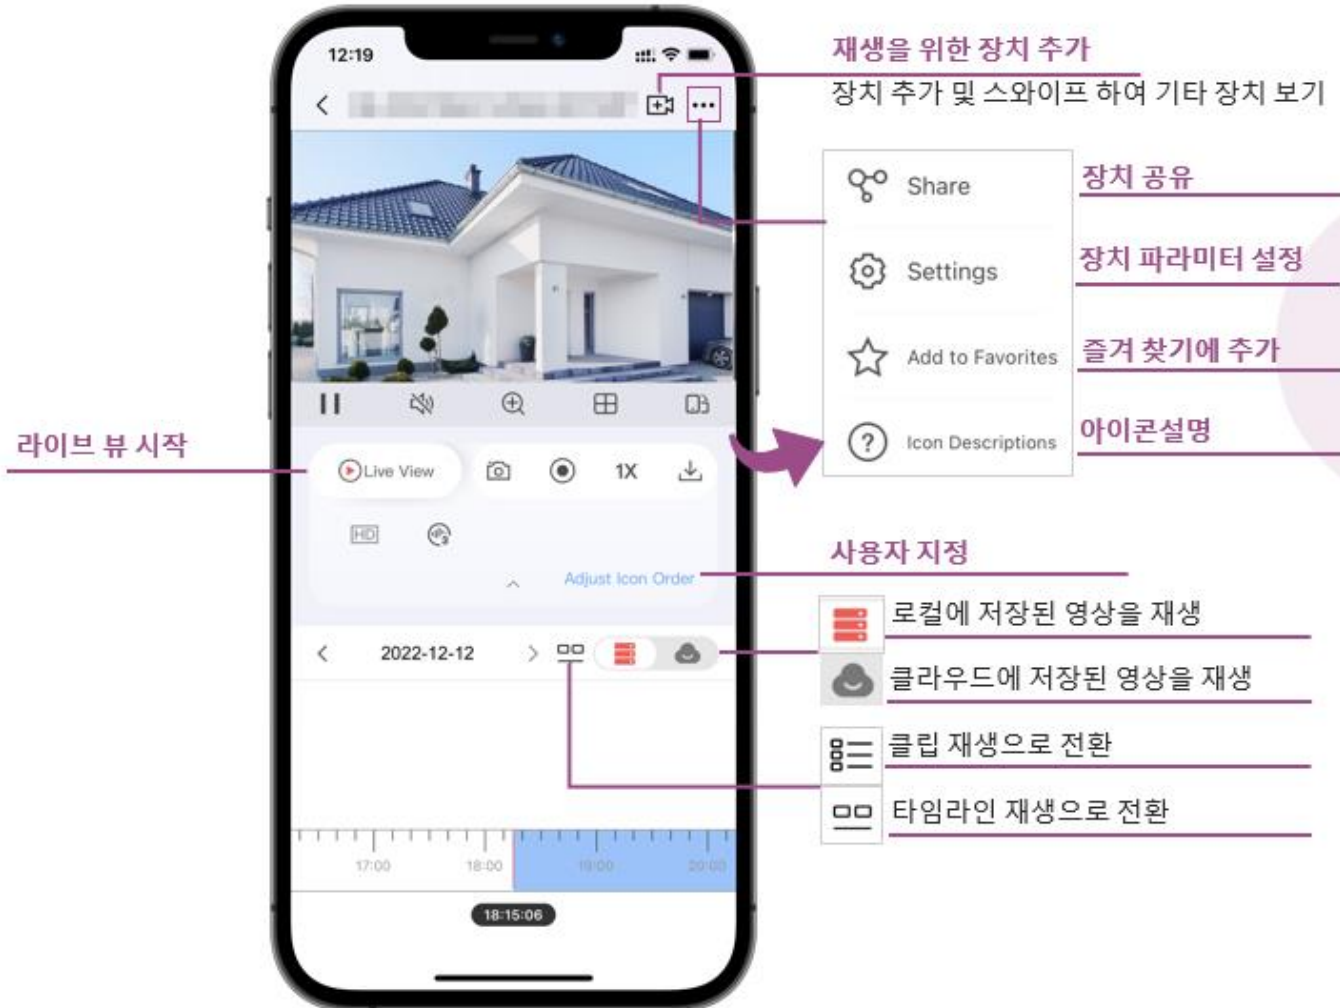 12:19
재생을 위한 장치 추가
장치 추가 및 스와이프 하여 기타 장치 보기
Share
장치 공유
Settings
장치 파라미터 설정
Add to Favorites
즐겨 찾기에 추가
Icon Descriptions
아이콘설명
라이브 뷰 시작
Live View
1X
HD
Adjust Icon Order
사용자 지정
로컬에 저장된 영상을 재생
2022-12-12
클라우드에 저장된 영상을 재생
클립 재생으로 전환
타임라인 재생으로 전환
17:00 18:00 19:00 20:00
18:15:06